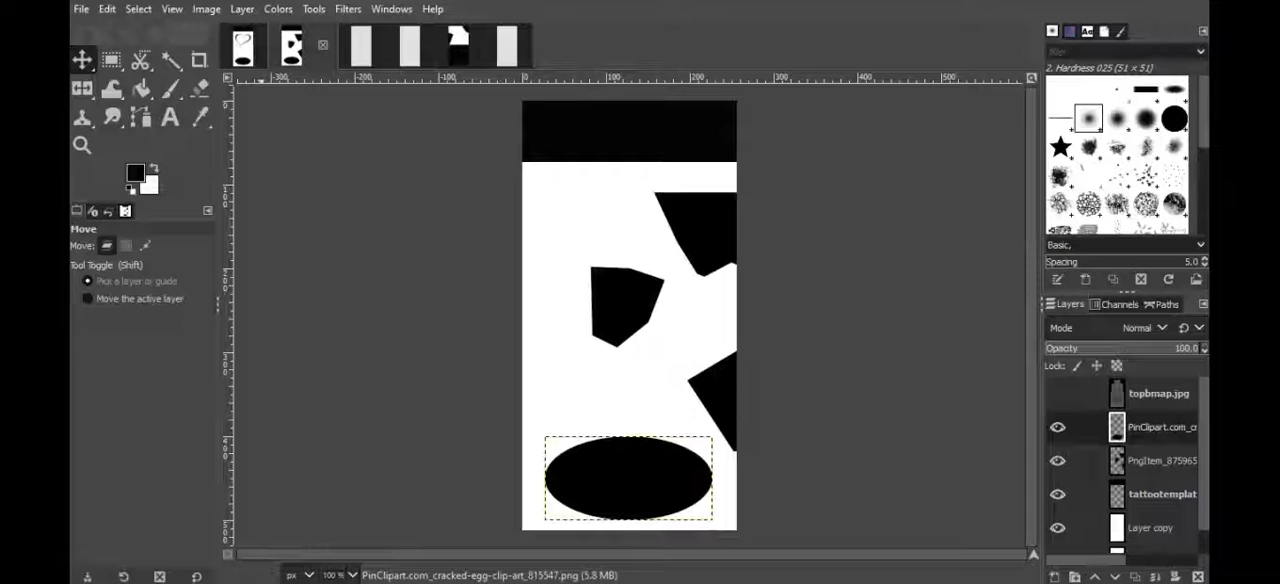 File Edit Select View Image Layer Colors Tools Filters Windows Help
-300 -200 -100 0 100 200 300 400 500
2. Hardness 025 (51 × 51)
Move
Move:
Tool Toggle (Shift)
Pick a layer or guide
Move the active layer
Basic,
Spacing 5.0
Layers Channels Paths
Mode Normal
Opacity 100.0
Lock:
topbmap.jpg
PinClipart.com_cr
PngItem_875965
tattootemplat
Layer copy
px 100 % PinClipart.com_cracked-egg-clip-art_815547.png (5.8 MB)